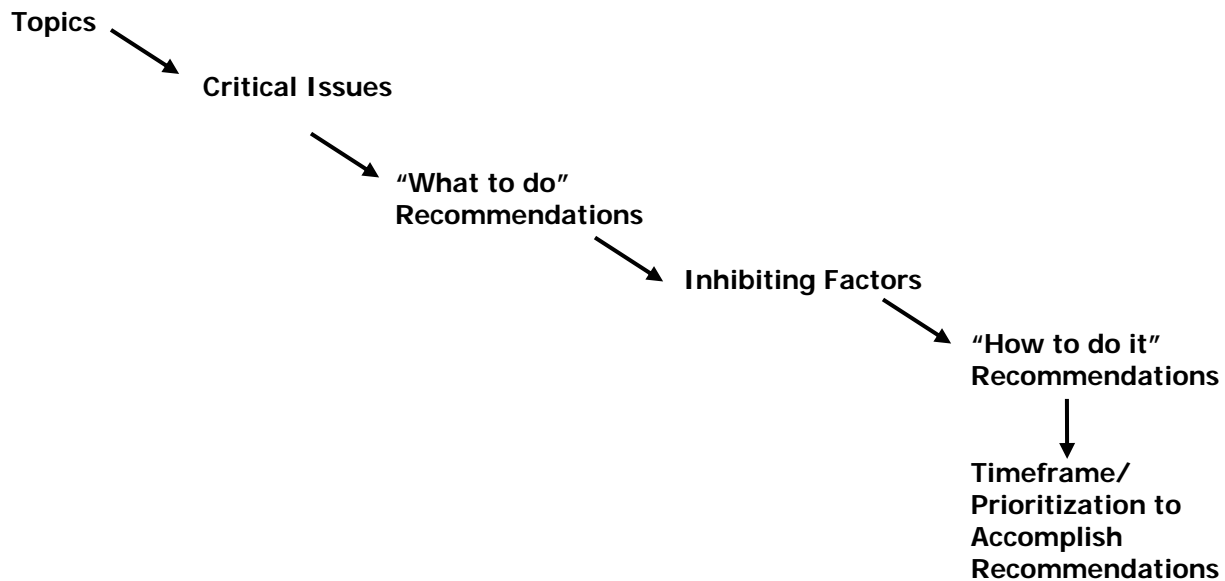 Topics
Critical Issues
“What to do”
Recommendations
Inhibiting Factors
“How to do it”
Recommendations
Timeframe/
Prioritization to
Accomplish
Recommendations